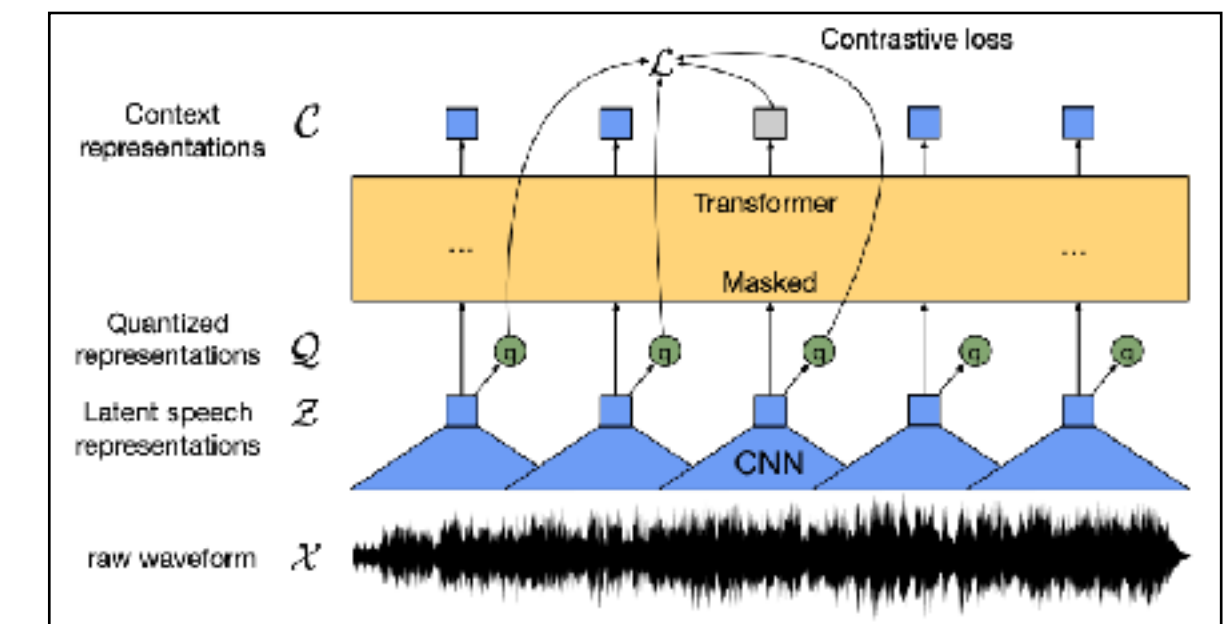 Contrastive loss
ℒ
Context
representations
𝒞
Transformer
... ...
Masked
Quantized
representations
𝒬
q q q q q
Latent speech
representations
𝒵
CNN
raw waveform
𝒳